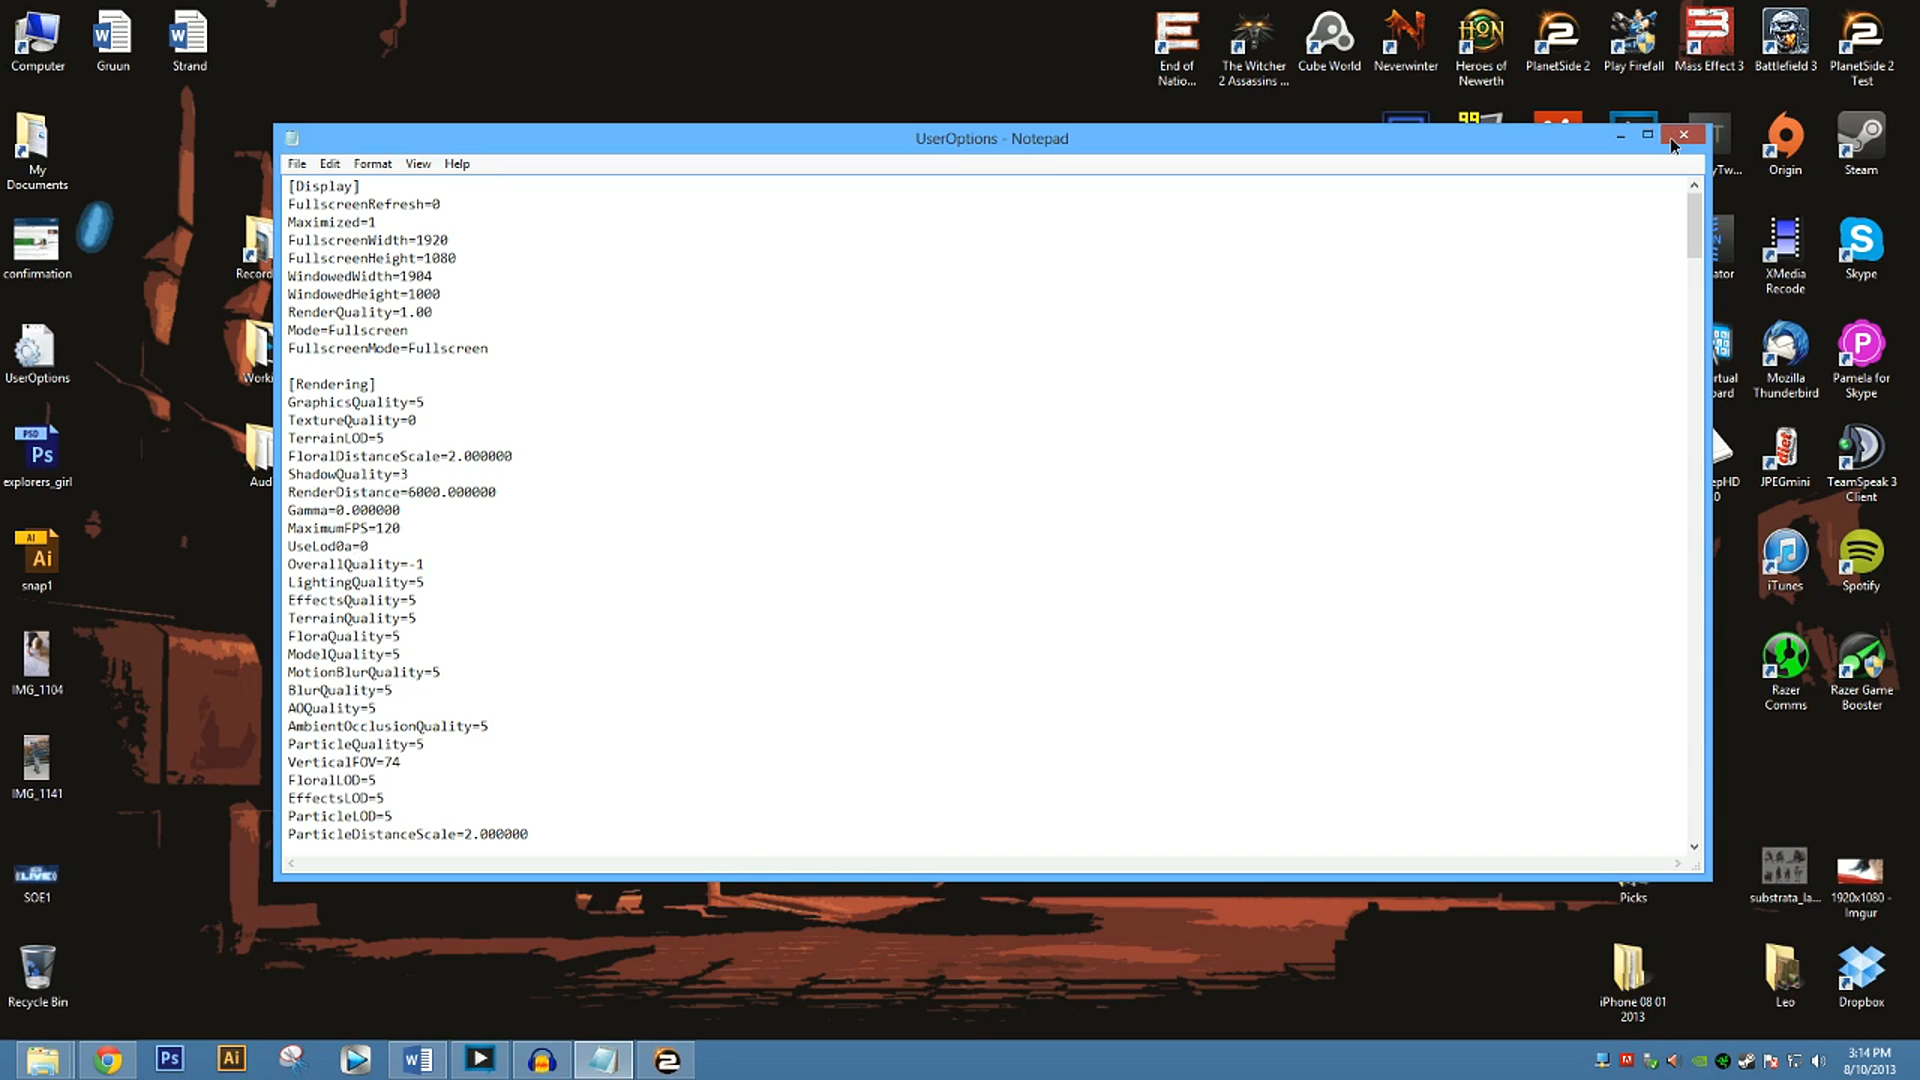 Computer
Gruun
Strand
End of Natio...
The Witcher 2 Assassins ...
Cube World
Neverwinter
Heroes of Newerth
PlanetSide 2
Play Firefall
Mass Effect 3
Battlefield 3
PlanetSide 2 Test
My Documents
confirmation
UserOptions
explorers_girl
snap1
IMG_1104
IMG_1141
SOE1
Recycle Bin
UserOptions - Notepad
File Edit Format View Help
[Display]
FullscreenRefresh=0
Maximized=1
FullscreenWidth=1920
FullscreenHeight=1080
WindowedWidth=1904
WindowedHeight=1000
RenderQuality=1.00
Mode=Fullscreen
FullscreenMode=Fullscreen
[Rendering]
GraphicsQuality=5
TextureQuality=0
TerrainLOD=5
FloralDistanceScale=2.000000
ShadowQuality=3
RenderDistance=6000.000000
Gamma=0.000000
MaximumFPS=120
UseLod0a=0
OverallQuality=-1
LightingQuality=5
EffectsQuality=5
TerrainQuality=5
FloraQuality=5
ModelQuality=5
MotionBlurQuality=5
BlurQuality=5
AOQuality=5
AmbientOcclusionQuality=5
ParticleQuality=5
VerticalFOV=74
FloralLOD=5
EffectsLOD=5
ParticleLOD=5
ParticleDistanceScale=2.000000
Origin
Steam
XMedia Recode
Skype
Mozilla Thunderbird
Pamela for Skype
JPEGmini
TeamSpeak 3 Client
iTunes
Spotify
Razer Comms
Razer Game Booster
Picks
substrata_la...
1920x1080 - Imgur
iPhone 08 01 2013
Leo
Dropbox
3:14 PM
8/10/2013